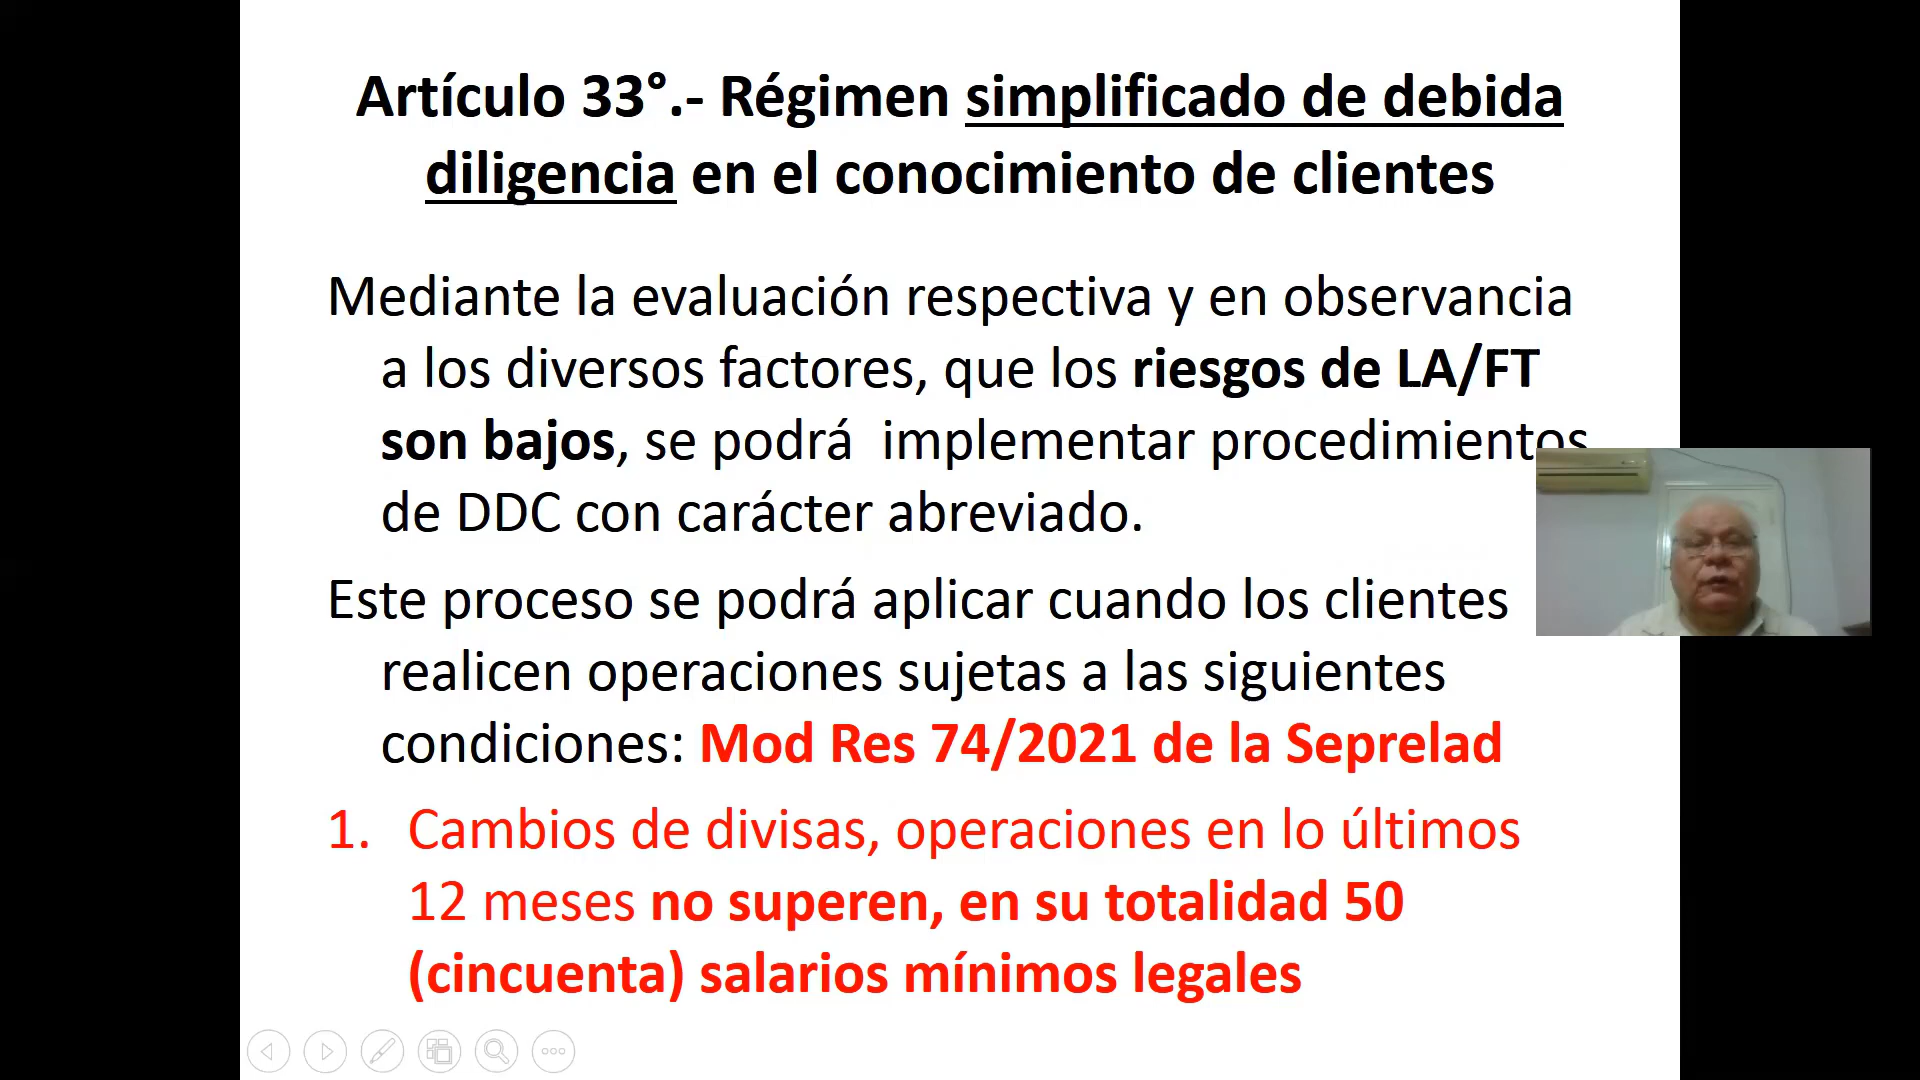 Artículo 33°.- Régimen simplificado de debida
diligencia en el conocimiento de clientes
Mediante la evaluación respectiva y en observancia
a los diversos factores, que los riesgos de LA/FT
son bajos, se podrá  implementar procedimientos
de DDC con carácter abreviado.
Este proceso se podrá aplicar cuando los clientes
realicen operaciones sujetas a las siguientes
condiciones: Mod Res 74/2021 de la Seprelad
1. Cambios de divisas, operaciones en lo últimos
12 meses no superen, en su totalidad 50
(cincuenta) salarios mínimos legales